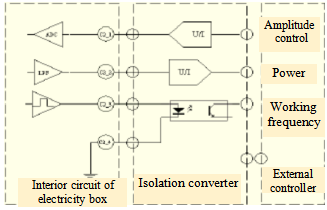 ADC
U/I
Amplitude
control
LPF
U/I
Power
Working
frequency
Interior circuit of
electricity box
Isolation converter
External
controller